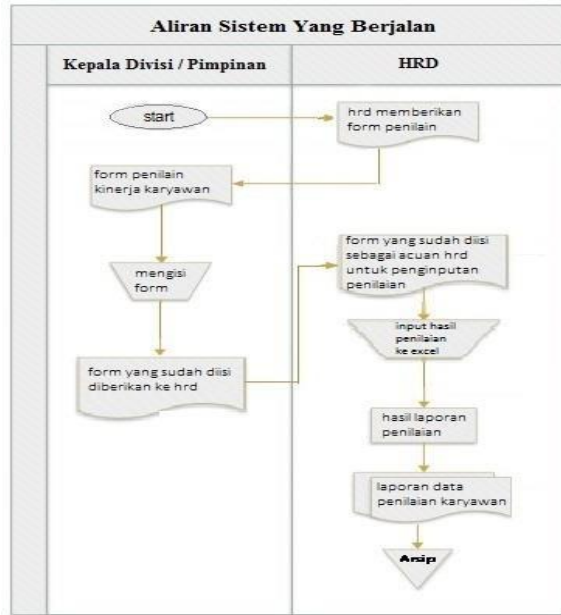 Aliran Sistem Yang Berjalan
Kepala Divisi / Pimpinan
HRD
start
hrd memberikan
form penilain
form penilain
kinerja karyawan
mengisi
form
form yang sudah diisi
diberikan ke hrd
form yang sudah diisi
sebagai acuan hrd
untuk penginputan
penilaian
input hasil
penilaian
ke excel
hasil laporan
penilaian
laporan data
penilaian karyawan
Arsip